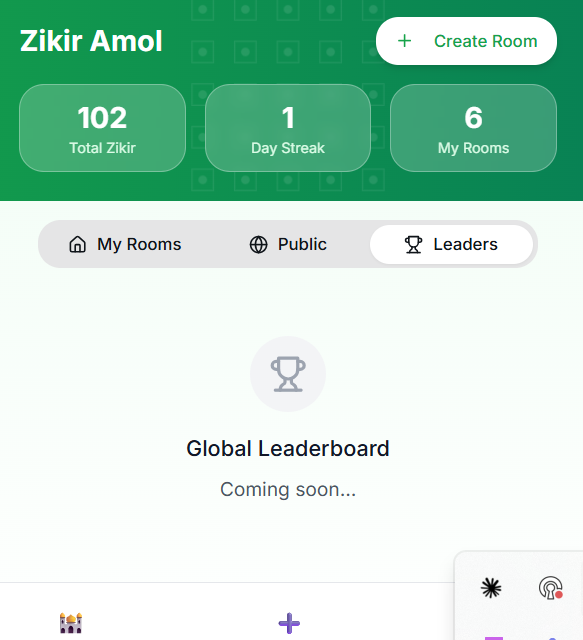 Zikir Amol
+ Create Room
102
Total Zikir
1
Day Streak
6
My Rooms
My Rooms
Public
Leaders
Global Leaderboard
Coming soon...